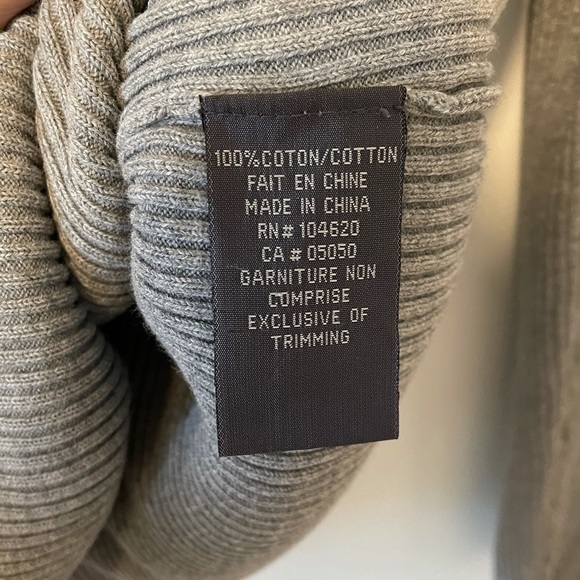 100%COTON/COTTON
FAIT EN CHINE
MADE IN CHINA
RN# 104620
CA # 05050
GARNITURE NON
COMPRISE
EXCLUSIVE OF
TRIMMING